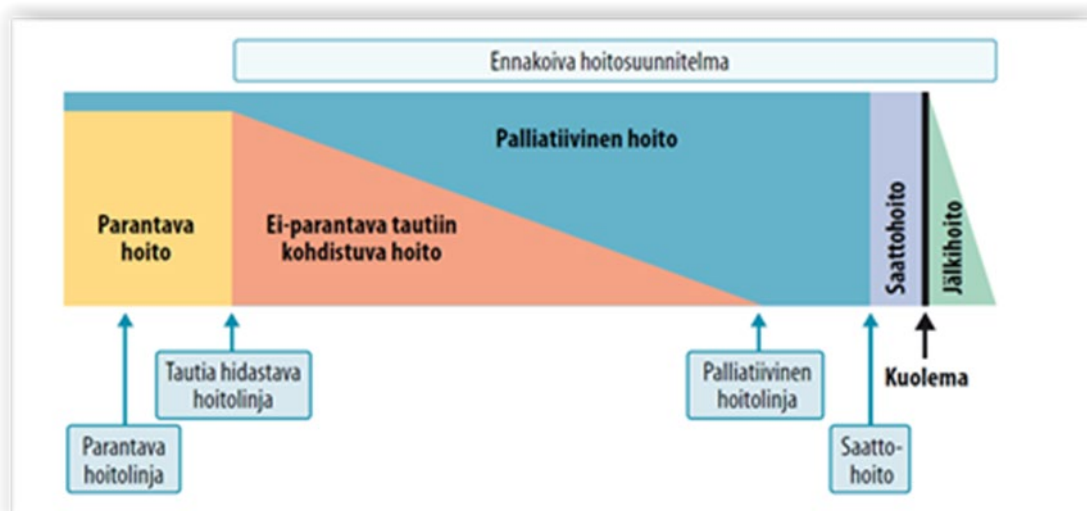 Ennakoiva hoitosuunnitelma
Palliatiivinen hoito
Parantava
hoito
Ei-parantava tautiin
kohdistuva hoito
Saattohoito
Jälkihoito
Tautia hidastava
hoitolinja
Palliatiivinen
hoitolinja
Kuolema
Parantava
hoitolinja
Saatto-
hoito